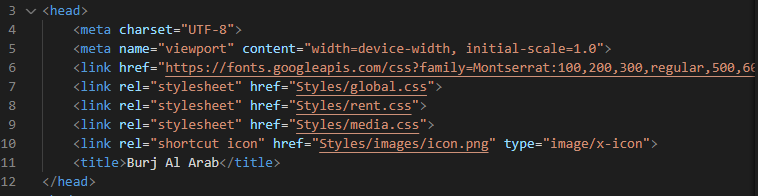 3 <head>
4 <meta charset="UTF-8">
5 <meta name="viewport" content="width=device-width, initial-scale=1.0">
6 <link href="https://fonts.googleapis.com/css?family=Montserrat:100,200,300,regular,500,60
7 <link rel="stylesheet" href="Styles/global.css">
8 <link rel="stylesheet" href="Styles/rent.css">
9 <link rel="stylesheet" href="Styles/media.css">
10 <link rel="shortcut icon" href="Styles/images/icon.png" type="image/x-icon">
11 <title>Burj Al Arab</title>
12 </head>